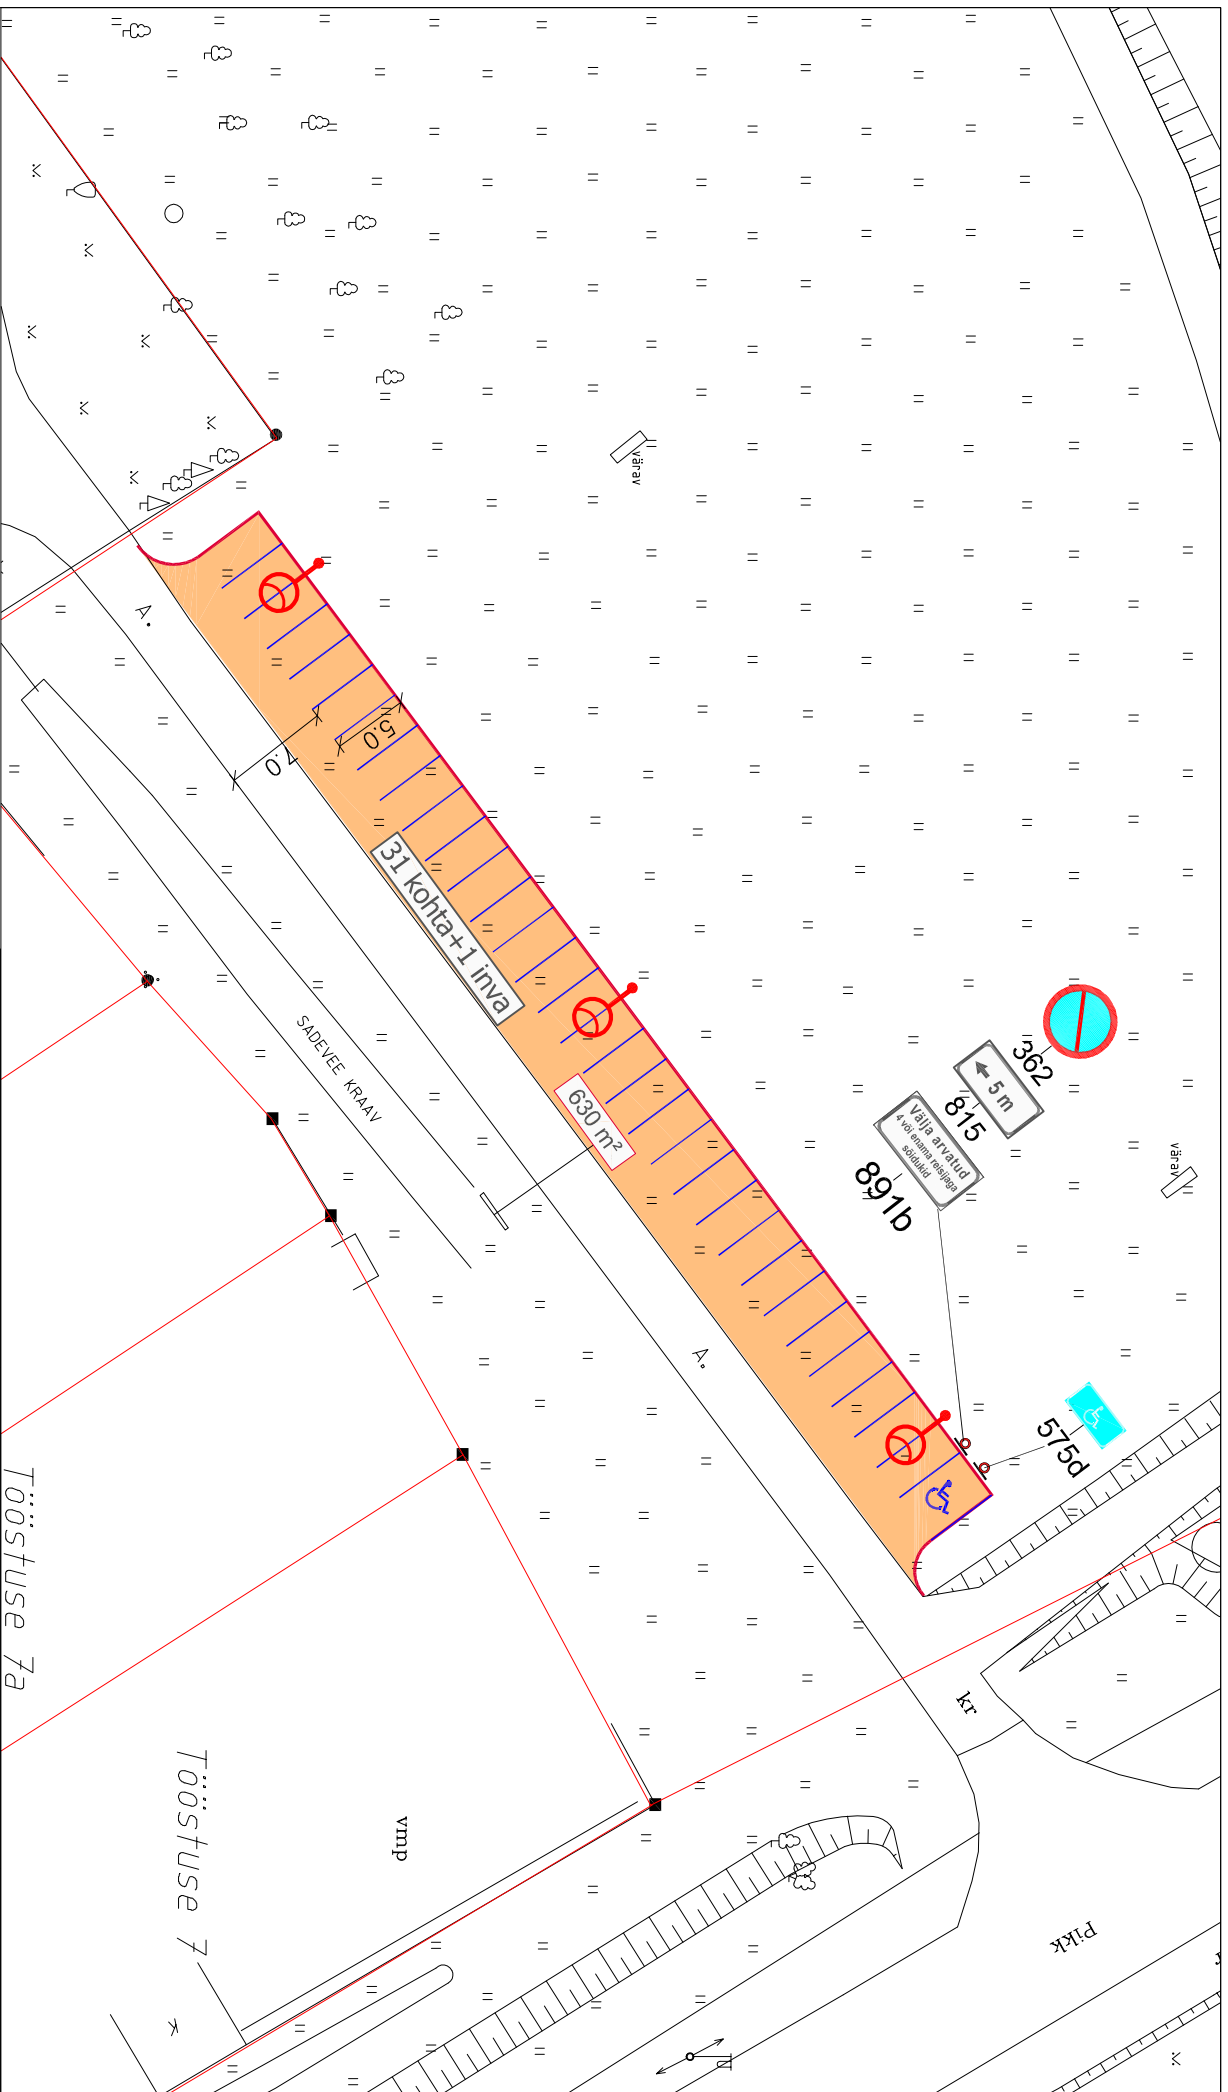 värav
A.
5.0
7.0
31 kohta+1 inva
362
5 m
815
Välja arvatud
4 või enama reisijaga
sõidukid
891b
SADEVEE KRAAV
630 m²
värav
A.
575d
Tööstuse 7a
kr
Tööstuse 7
vmp
Pikk
K